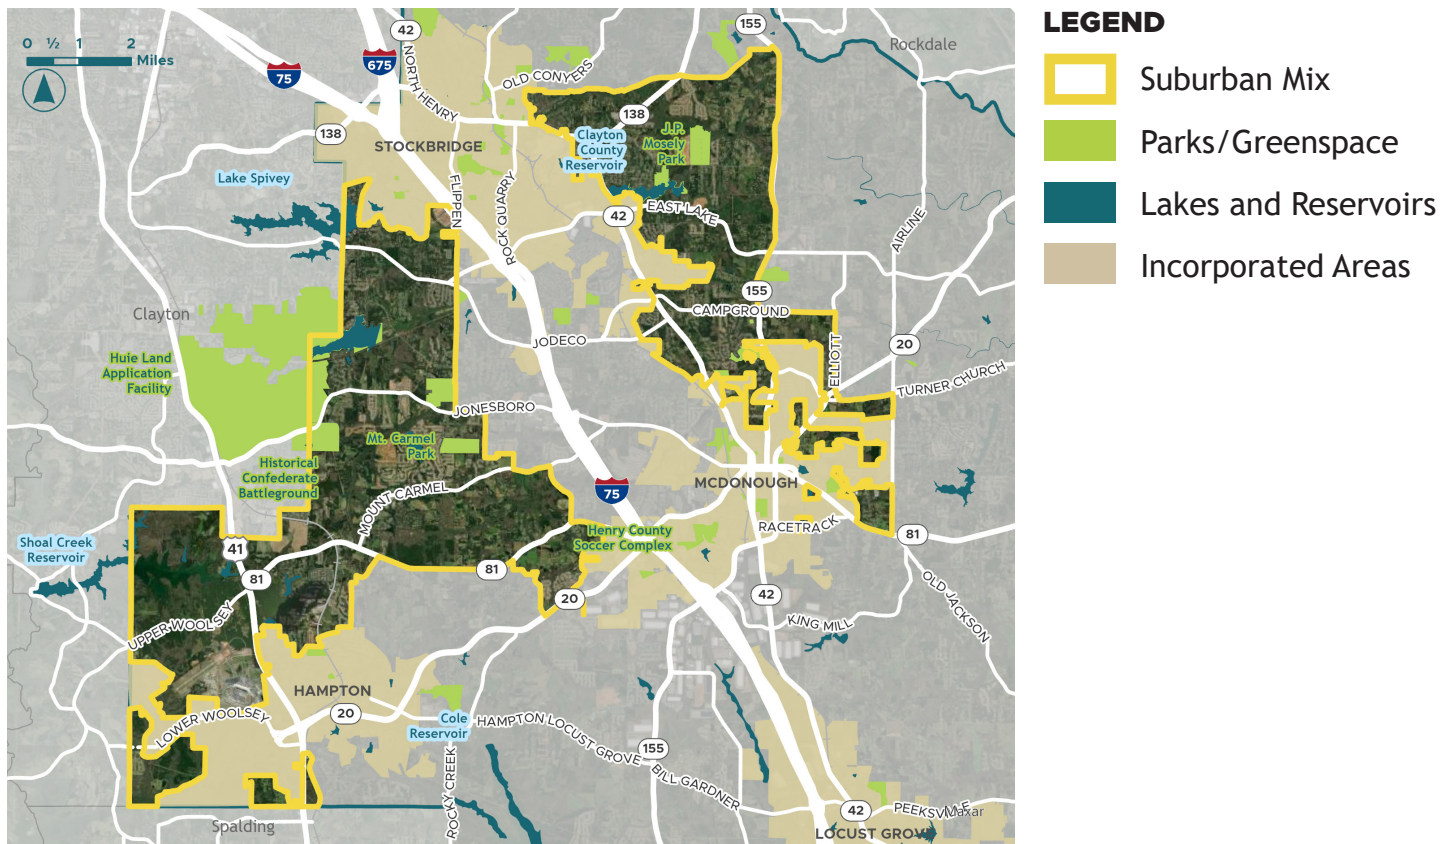 0 ½ 1 2
Miles
75
675
42
155
Rockdale
NORTH HENRY
OLD CONYERS
138
138
STOCKBRIDGE
Clayton
County
Reservoir
J.P.
Mosely
Park
Lake Spivey
FLIPPEN
ROCK QUARRY
42
EAST LAKE
AIRLINE
155
CAMPGROUND
Clayton
JODECO
ELLIOTT
20
TURNER CHURCH
Huie Land
Application
Facility
JONESBORO
Mt. Carmel
Park
Historical
Confederate
Battleground
MOUNT CARMEL
75
MCDONOUGH
RACETRACK
Henry County
Soccer Complex
81
Shoal Creek
Reservoir
41
81
81
20
42
OLD JACKSON
KING MILL
UPPER WOOLSEY
HAMPTON
20
LOWER WOOLSEY
Cole
Reservoir
HAMPTON LOCUST GROVE
155
BILL GARDNER
ROCKY CREEK
42
PEEKSVILLE
Maxar
LOCUST GROVE
Spalding
LEGEND
Suburban Mix
Parks/Greenspace
Lakes and Reservoirs
Incorporated Areas